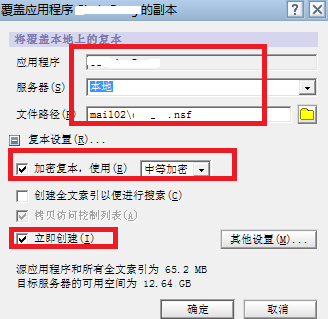 覆盖应用程序 的副本
将覆盖本地上的复本
应用程序
服务器(S) 本地
文件路径(F) mail02\ .nsf
复本设置(R)...
加密复本，使用(E) 中等加密
创建全文索引以便进行搜索(C)
拷贝访问控制列表(A)
立即创建(I) 其他设置(M)...
源应用程序和所有全文索引为 65.2 MB
目标服务器的可用空间为 12.64 GB
确定 取消